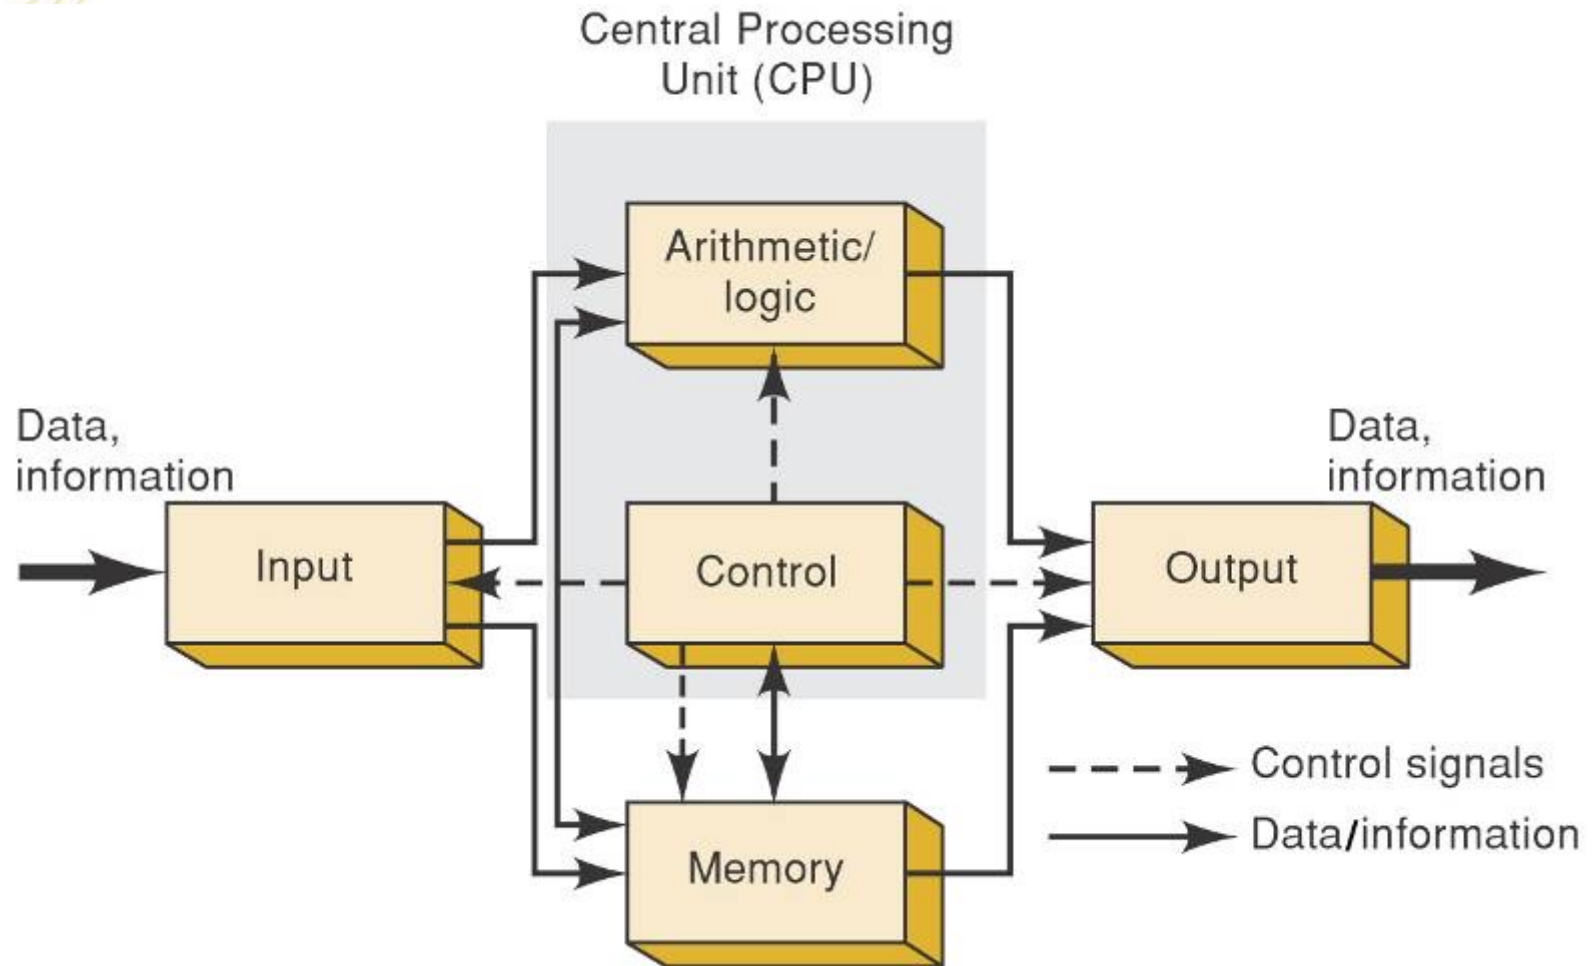 Central Processing
Unit (CPU)
Arithmetic/
logic
Data,
information
Data,
information
Input
Control
Output
Control signals
Data/information
Memory